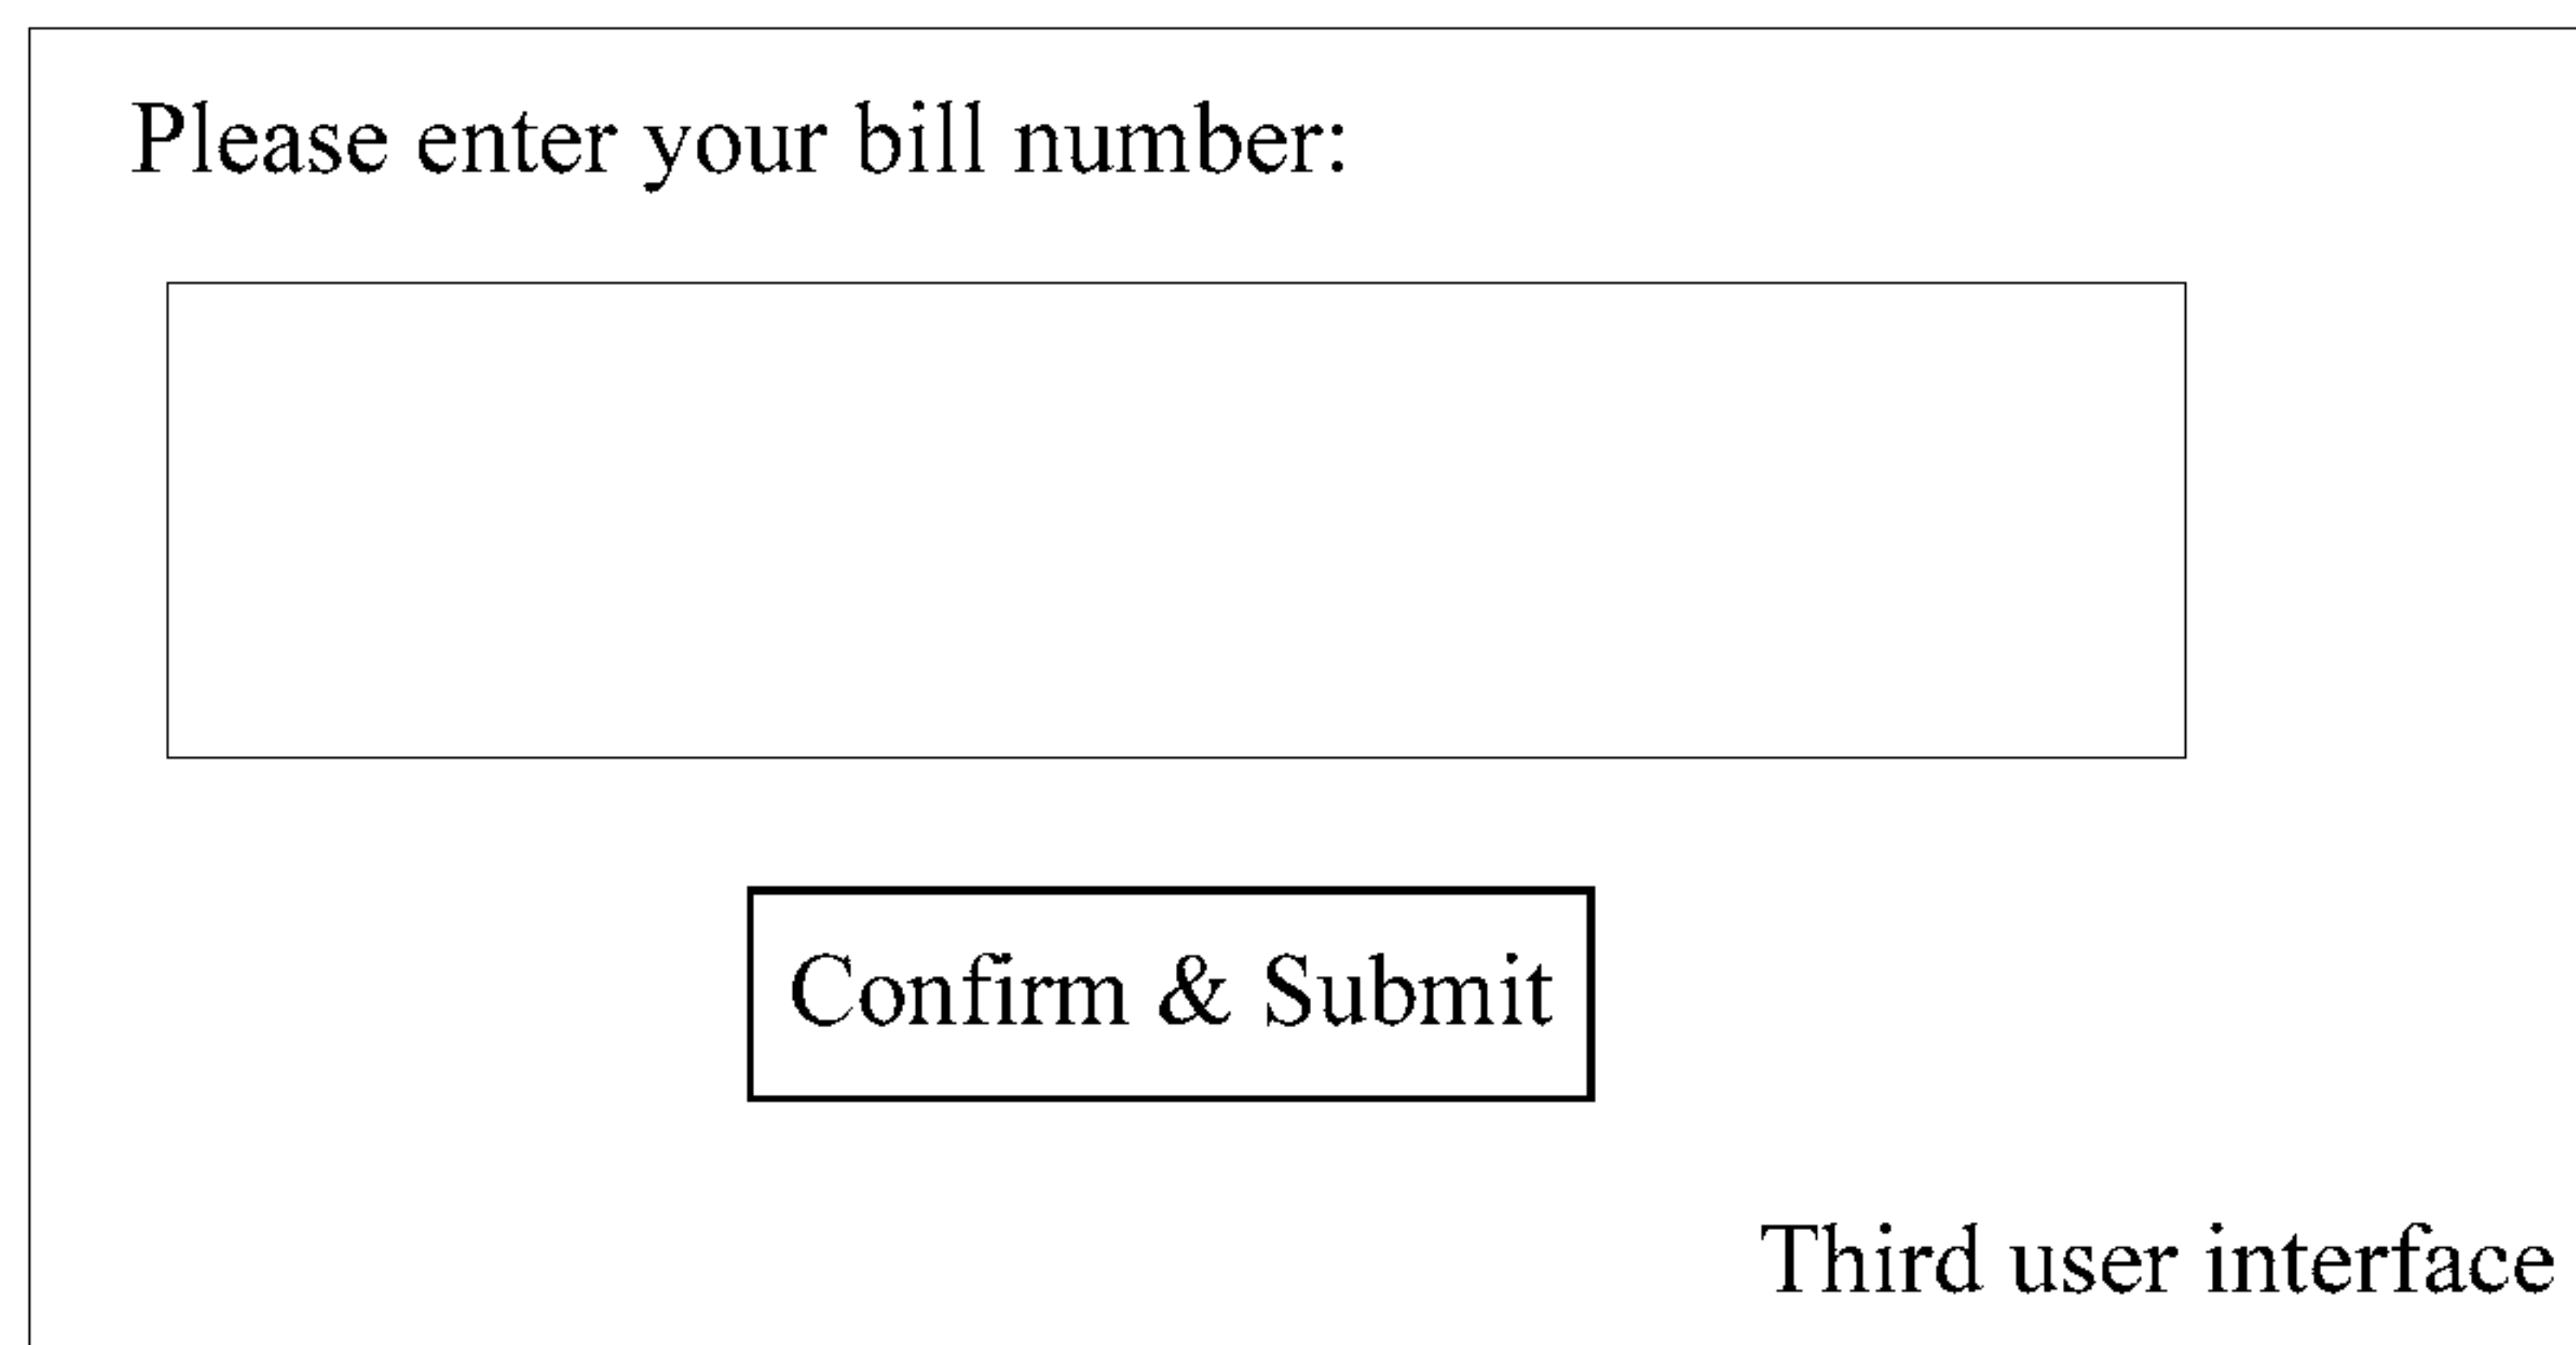 Please enter your bill number:
Confirm & Submit
Third user interface